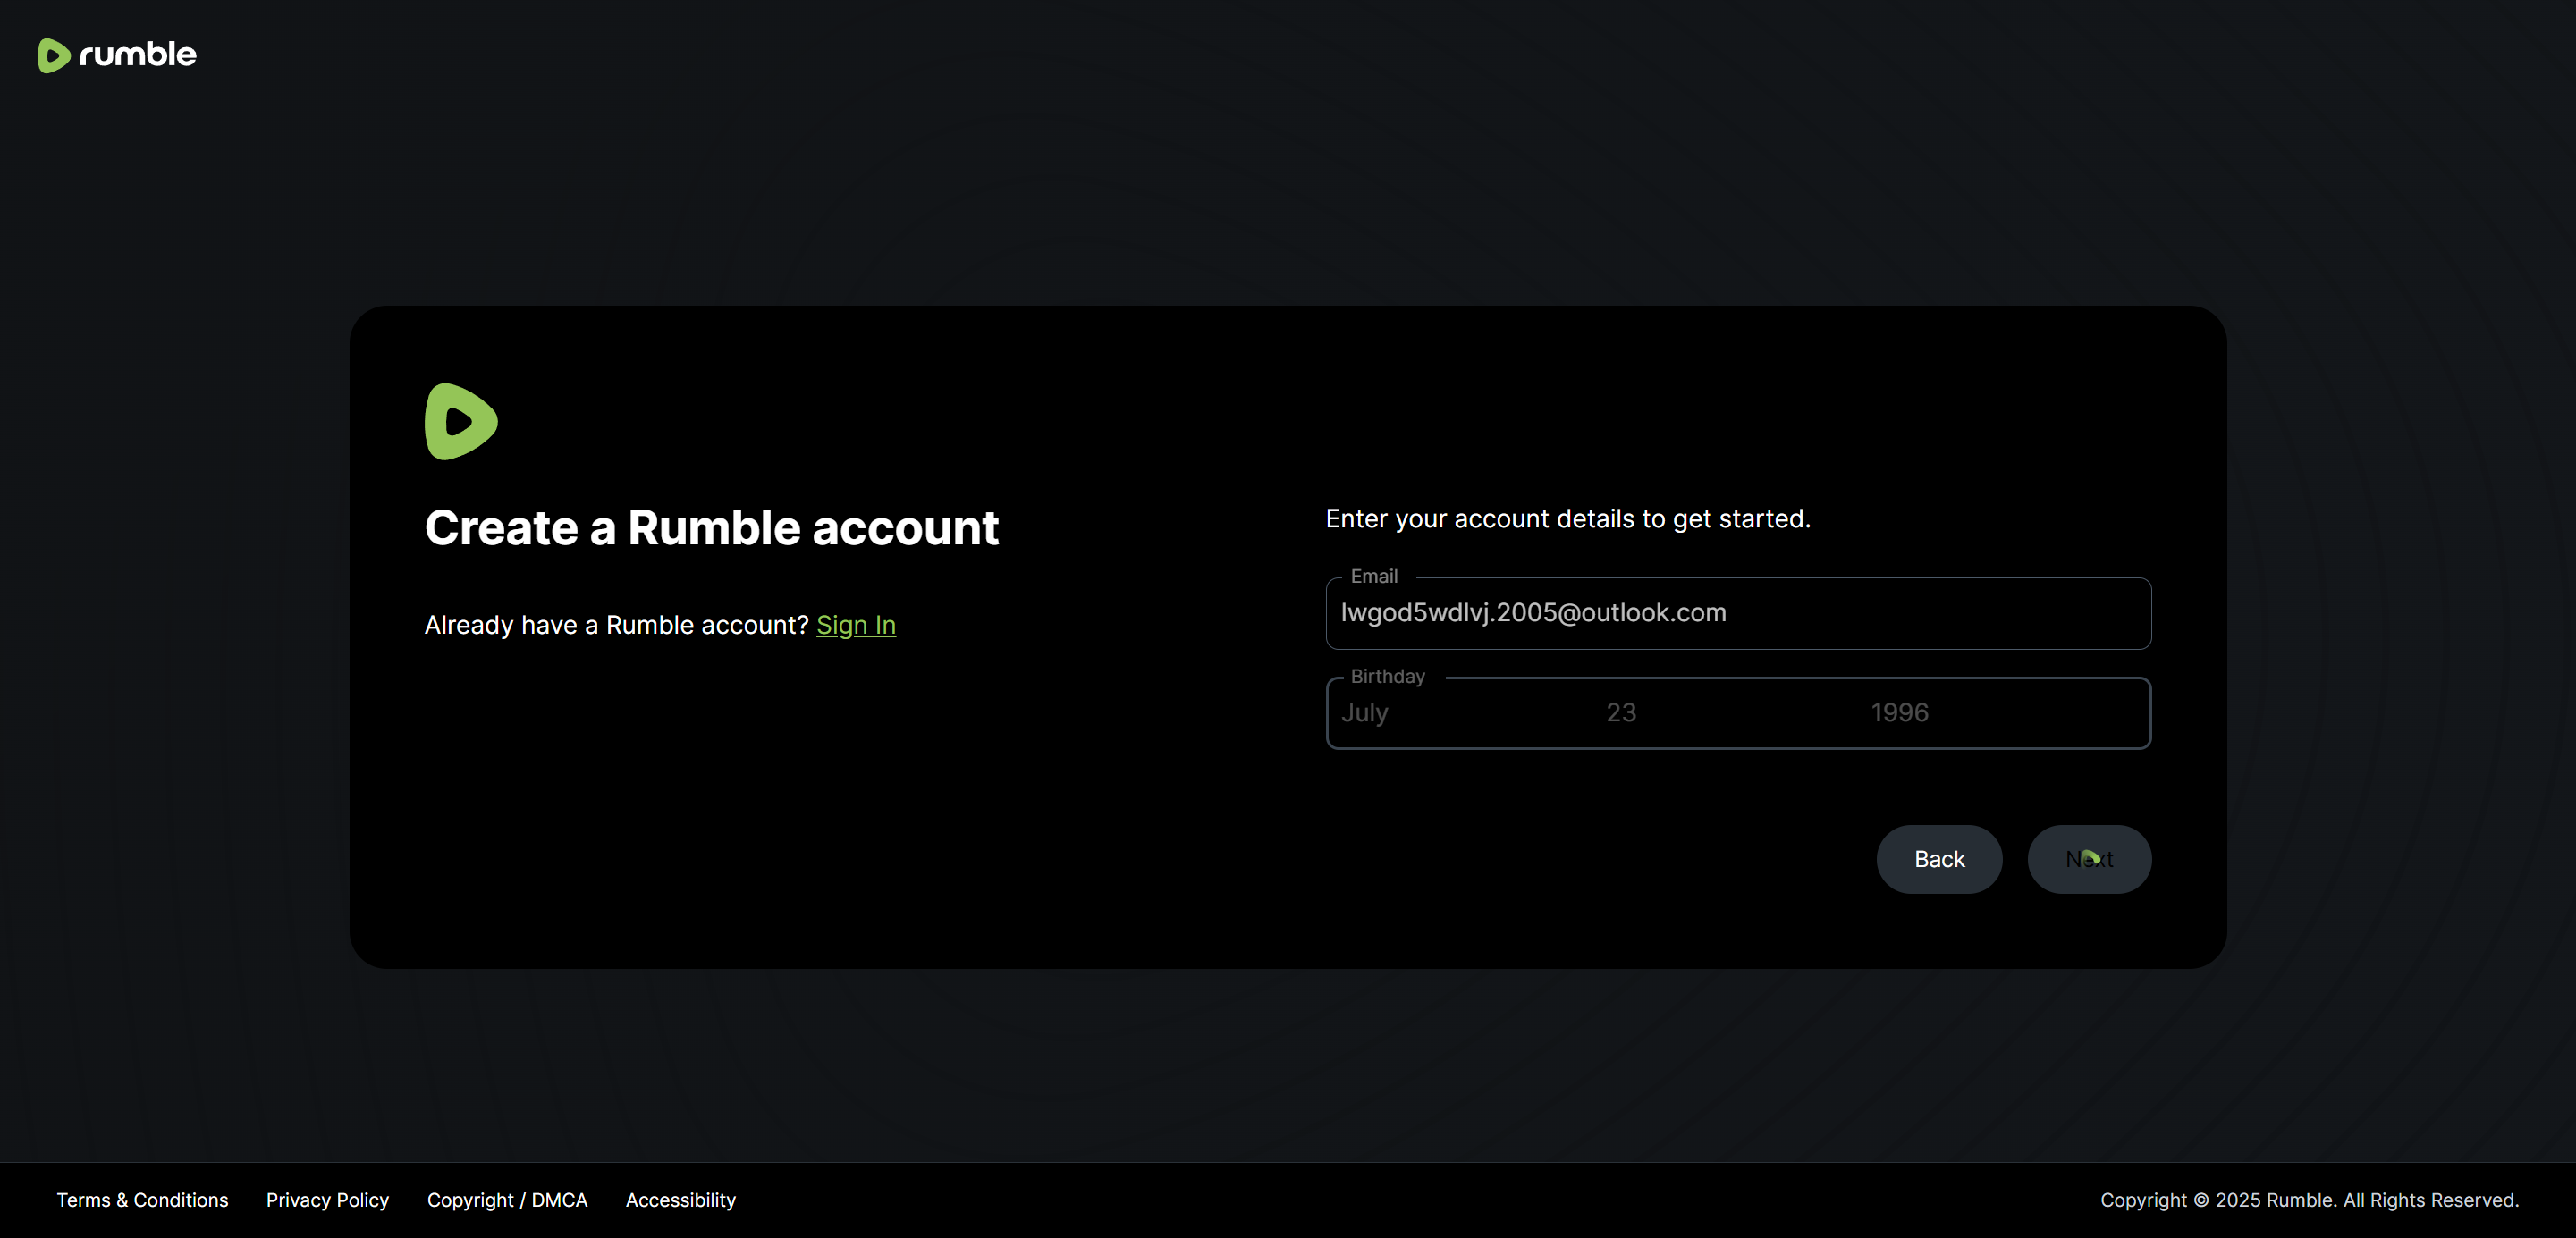 rumble
Create a Rumble account
Already have a Rumble account? Sign In
Enter your account details to get started.
Email
lwgod5wdlvj.2005@outlook.com
Birthday
July 23 1996
Back Next
Terms & Conditions Privacy Policy Copyright / DMCA Accessibility Copyright © 2025 Rumble. All Rights Reserved.